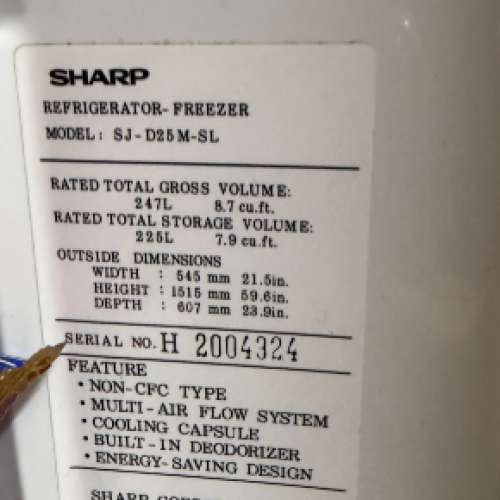 SHARP
REFRIGERATOR-FREEZER
MODEL: SJ-D25M-SL
RATED TOTAL GROSS VOLUME:
247L 8.7 cu.ft.
RATED TOTAL STORAGE VOLUME:
225L 7.9 cu.ft.
OUTSIDE DIMENSIONS
WIDTH : 545 mm 21.5in.
HEIGHT : 1515 mm 59.6in.
DEPTH : 607 mm 23.9in.
SERIAL NO. H 2004324
FEATURE
• NON-CFC TYPE
• MULTI-AIR FLOW SYSTEM
• COOLING CAPSULE
• BUILT-IN DEODORIZER
• ENERGY-SAVING DESIGN
SHARP